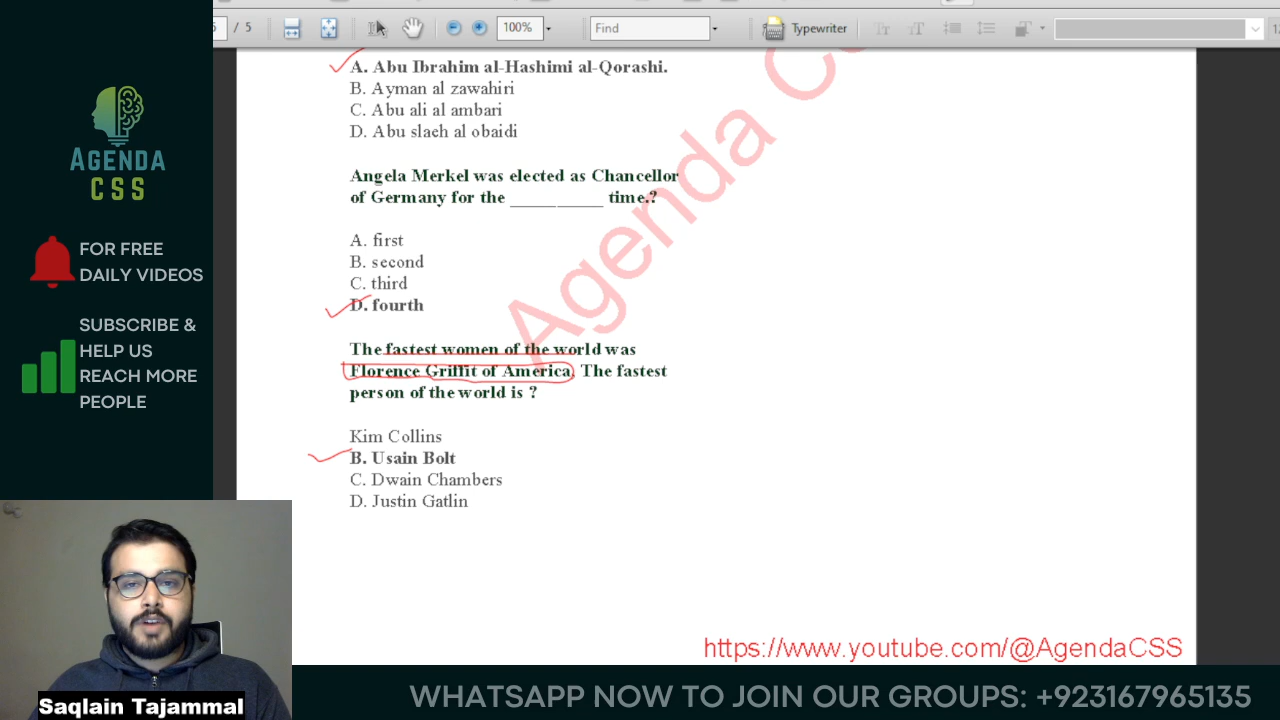 / 5
100%
Find
Typewriter
A. Abu Ibrahim al-Hashimi al-Qorashi.
B. Ayman al zawahiri
C. Abu ali al ambari
D. Abu slaeh al obaidi
Angela Merkel was elected as Chancellor
of Germany for the __________ time.?
A. first
B. second
C. third
D. fourth
The fastest women of the world was
Florence Griffit of America. The fastest
person of the world is ?
Kim Collins
B. Usain Bolt
C. Dwain Chambers
D. Justin Gatlin
Agenda
https://www.youtube.com/@AgendaCSS
AGENDA
CSS
FOR FREE
DAILY VIDEOS
SUBSCRIBE &
HELP US
REACH MORE
PEOPLE
Saqlain Tajammal
WHATSAPP NOW TO JOIN OUR GROUPS: +923167965135